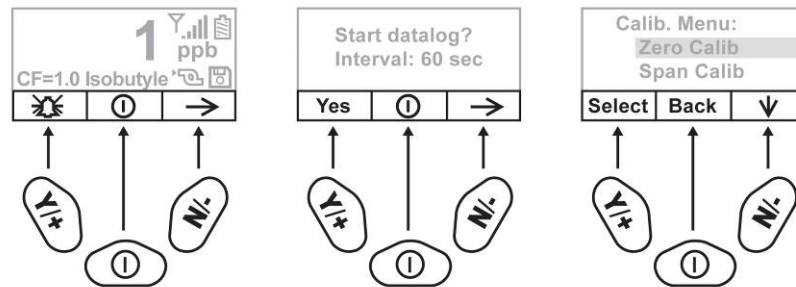 1
ppb
CF=1.0 Isobutyle
Y/+
N/-
Start datalog?
Interval: 60 sec
Yes
Y/+
N/-
Calib. Menu:
Zero Calib
Span Calib
Select Back
Y/+
N/-